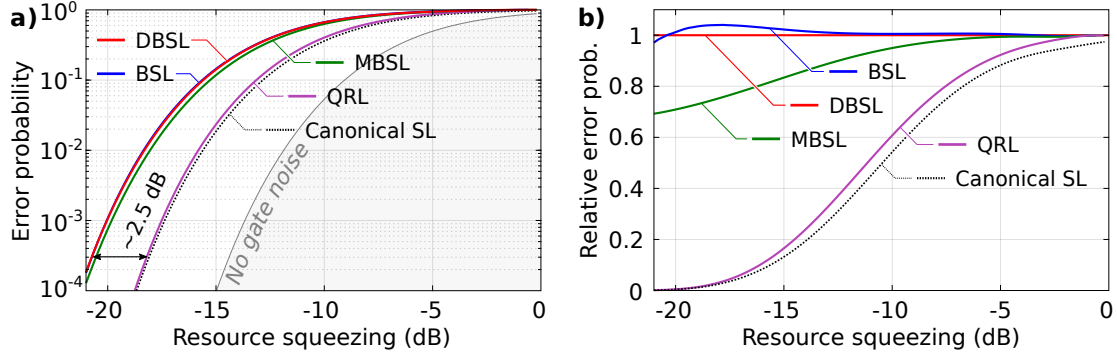 a)
Error probability
10^0
10^-1
10^-2
10^-3
10^-4
DBSL
BSL
MBSL
QRL
Canonical SL
~2.5 dB
No gate noise
-20
-15
-10
-5
0
Resource squeezing (dB)
b)
Relative error prob.
1
0.8
0.6
0.4
0.2
0
BSL
DBSL
MBSL
QRL
Canonical SL
-20
-15
-10
-5
0
Resource squeezing (dB)